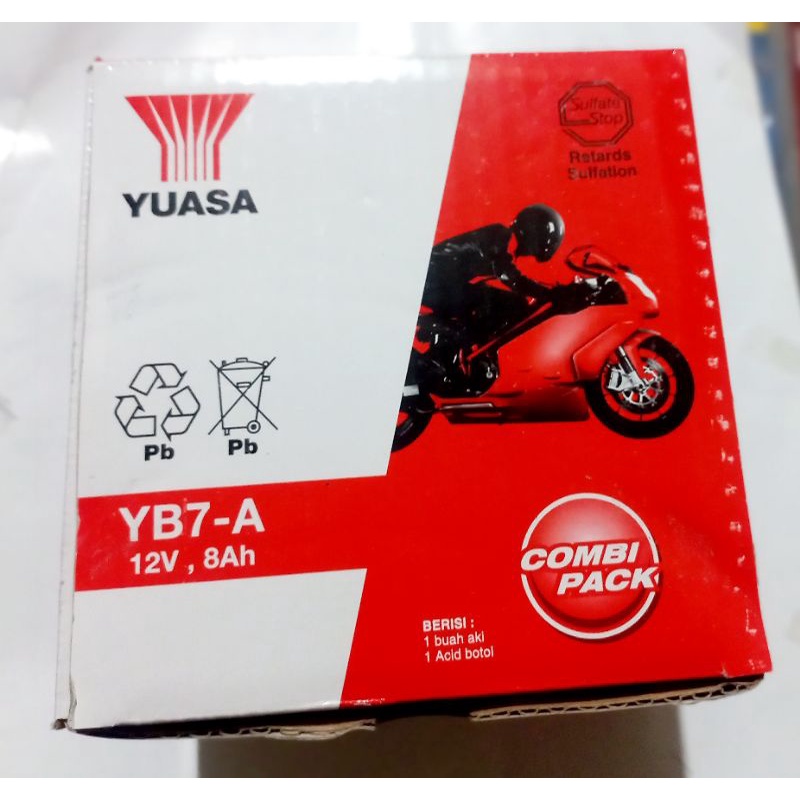 YUASA
Sulfate
Stop
Retards
Sulfation
Pb
Pb
YB7-A
12V , 8Ah
COMBI
PACK
BERISI :
1 buah aki
1 Acid botol